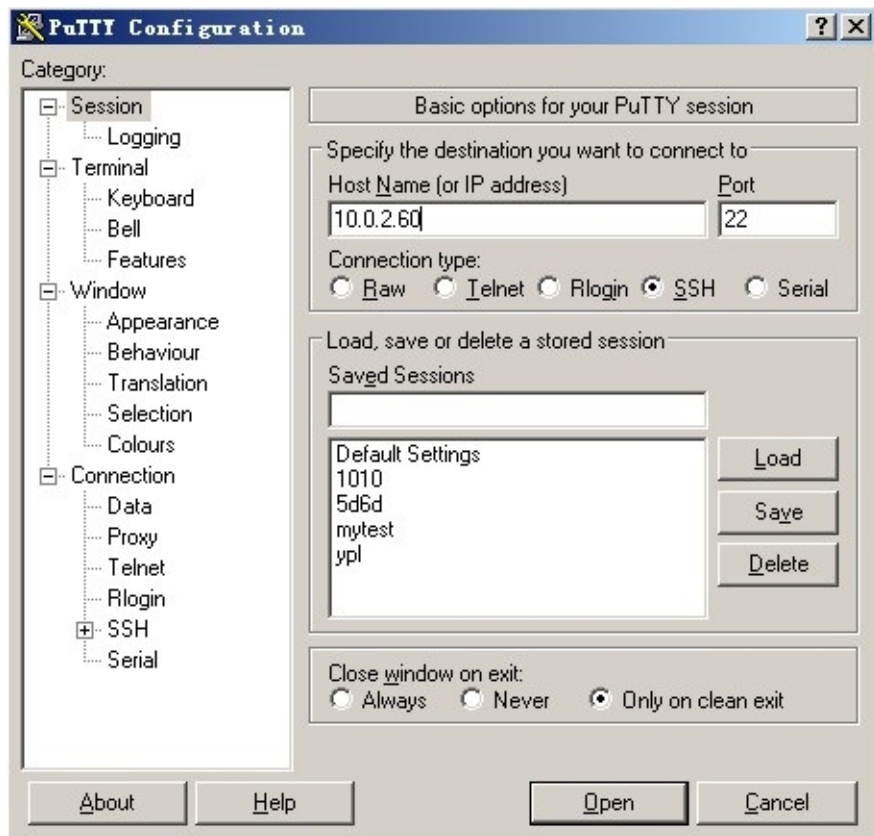 PuTTY Configuration
Category:
Session
Logging
Terminal
Keyboard
Bell
Features
Window
Appearance
Behaviour
Translation
Selection
Colours
Connection
Data
Proxy
Telnet
Rlogin
SSH
Serial
Basic options for your PuTTY session
Specify the destination you want to connect to
Host Name (or IP address) Port
10.0.2.60 22
Connection type:
Raw Telnet Rlogin SSH Serial
Load, save or delete a stored session
Saved Sessions
Default Settings
1010
5d6d
mytest
ypl
Load
Save
Delete
Close window on exit:
Always Never Only on clean exit
About Help Open Cancel